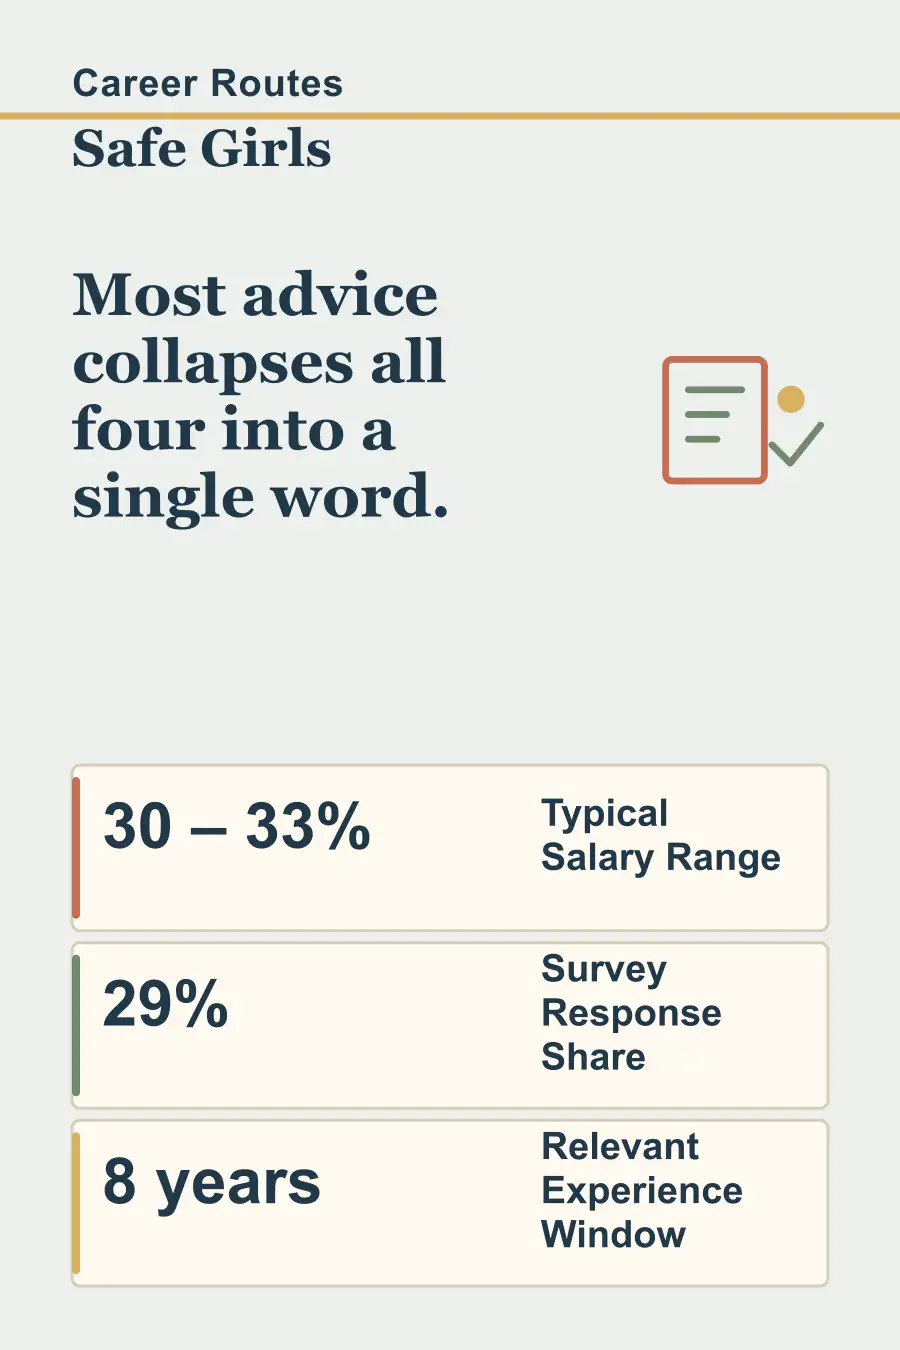 Career Routes
Safe Girls
Most advice
collapses all
four into a
single word.
30 – 33%
Typical
Salary Range
29%
Survey
Response
Share
8 years
Relevant
Experience
Window